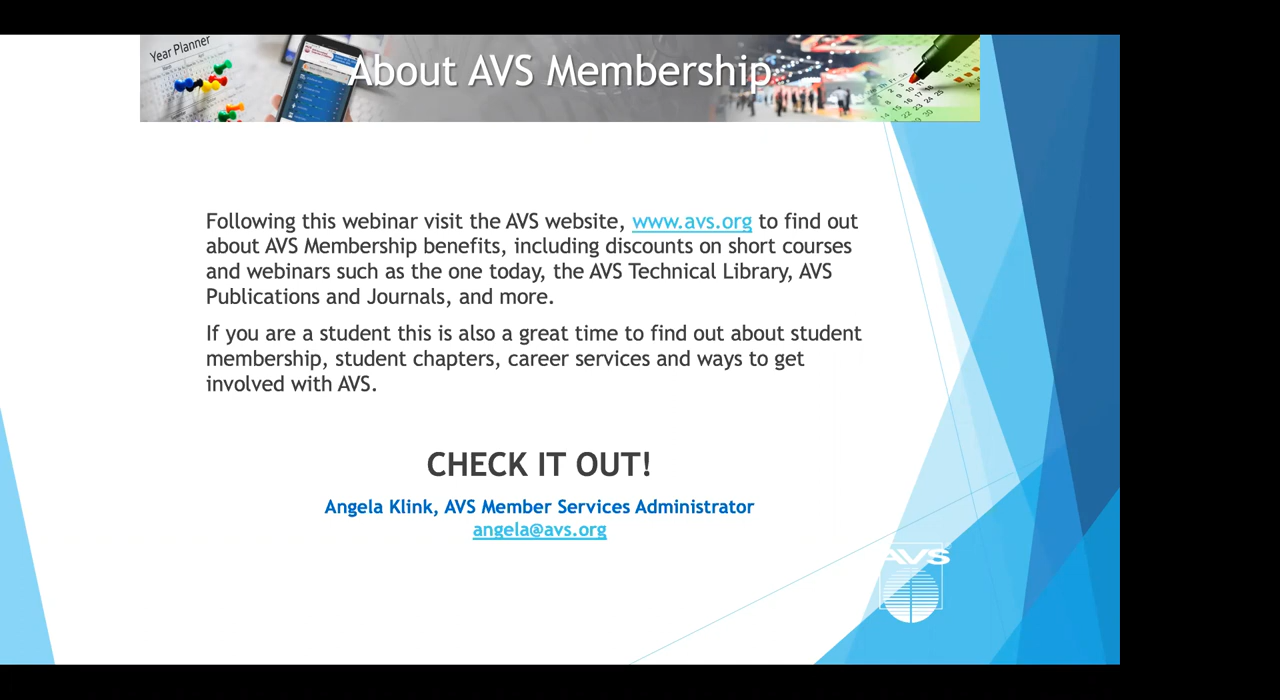 Year Planner
About AVS Membership
Following this webinar visit the AVS website, www.avs.org to find out
about AVS Membership benefits, including discounts on short courses
and webinars such as the one today, the AVS Technical Library, AVS
Publications and Journals, and more.
If you are a student this is also a great time to find out about student
membership, student chapters, career services and ways to get
involved with AVS.
CHECK IT OUT!
Angela Klink, AVS Member Services Administrator
angela@avs.org
AVS